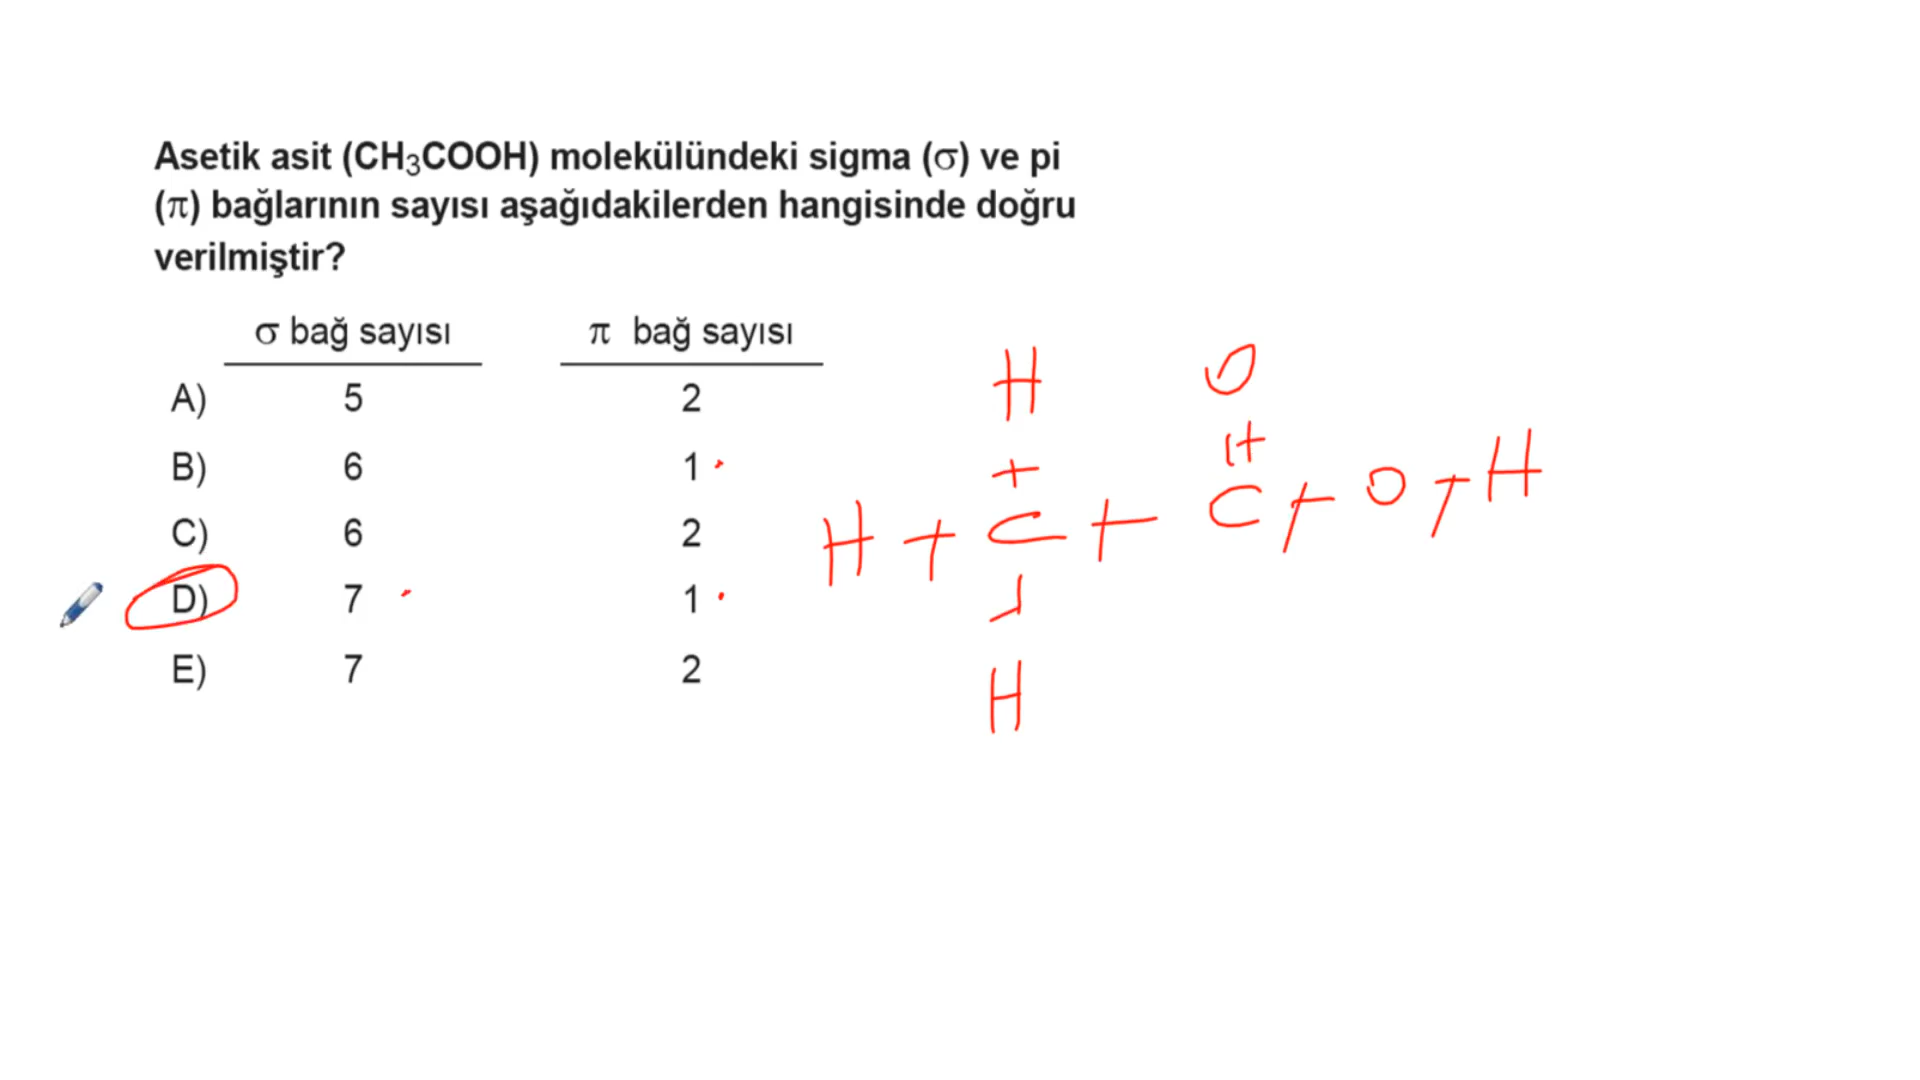 Asetik asit (CH₃COOH) molekülündeki sigma (σ) ve pi
(π) bağlarının sayısı aşağıdakilerden hangisinde doğru
verilmiştir?
σ bağ sayısı π bağ sayısı
A) 5 2
B) 6 1
C) 6 2
D) 7 1
E) 7 2
H O
H C C O H
H